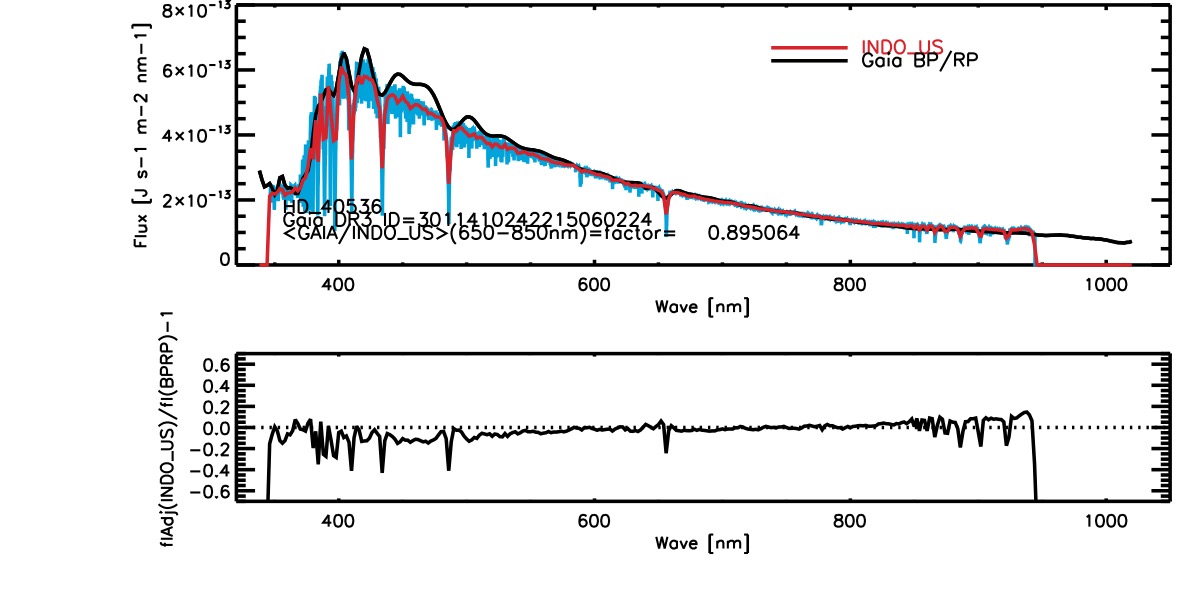 8×10−13
6×10−13
4×10−13
2×10−13
0
Flux [J s−1 m−2 nm−1]
INDO_US
Gaia BP/RP
HD_40536
Gaia DR3 ID=3011410242215060224
<GAIA/INDO_US>(650−850nm)=factor= 0.895064
400 600 800 1000
Wave [nm]
flAdj(INDO_US)/fl(BPRP)−1
0.6
0.4
0.2
0.0
−0.2
−0.4
−0.6
400 600 800 1000
Wave [nm]